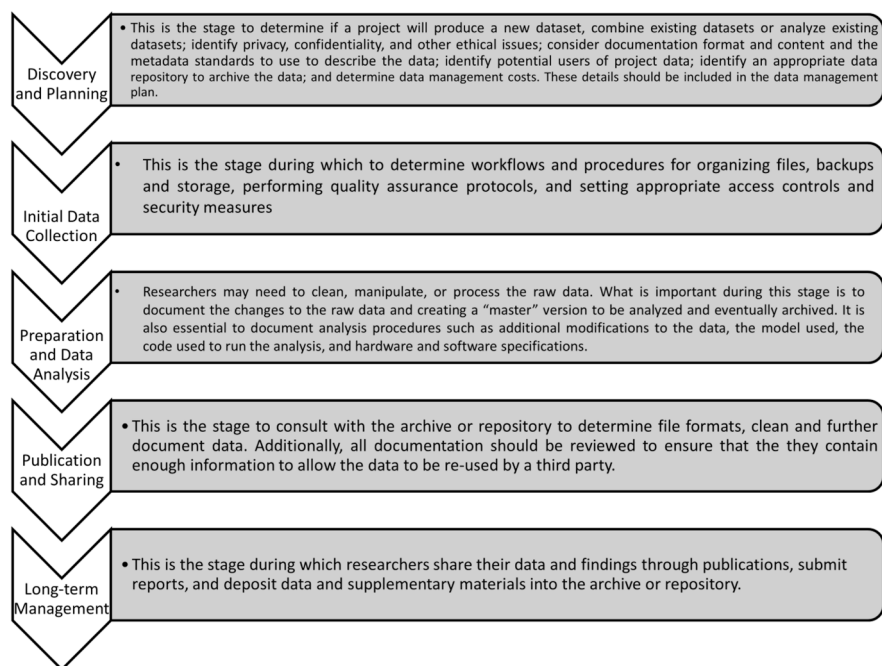 Discovery
and Planning
• This is the stage to determine if a project will produce a new dataset, combine existing datasets or analyze existing
datasets; identify privacy, confidentiality, and other ethical issues; consider documentation format and content and the
metadata standards to use to describe the data; identify potential users of project data; identify an appropriate data
repository to archive the data; and determine data management costs. These details should be included in the data management
plan.
Initial Data
Collection
• This is the stage during which to determine workflows and procedures for organizing files, backups
and storage, performing quality assurance protocols, and setting appropriate access controls and
security measures
Preparation
and Data
Analysis
• Researchers may need to clean, manipulate, or process the raw data. What is important during this stage is to
document the changes to the raw data and creating a “master” version to be analyzed and eventually archived. It is
also essential to document analysis procedures such as additional modifications to the data, the model used, the
code used to run the analysis, and hardware and software specifications.
Publication
and Sharing
• This is the stage to consult with the archive or repository to determine file formats, clean and further
document data. Additionally, all documentation should be reviewed to ensure that the they contain
enough information to allow the data to be re-used by a third party.
Long-term
Management
• This is the stage during which researchers share their data and findings through publications, submit
reports, and deposit data and supplementary materials into the archive or repository.